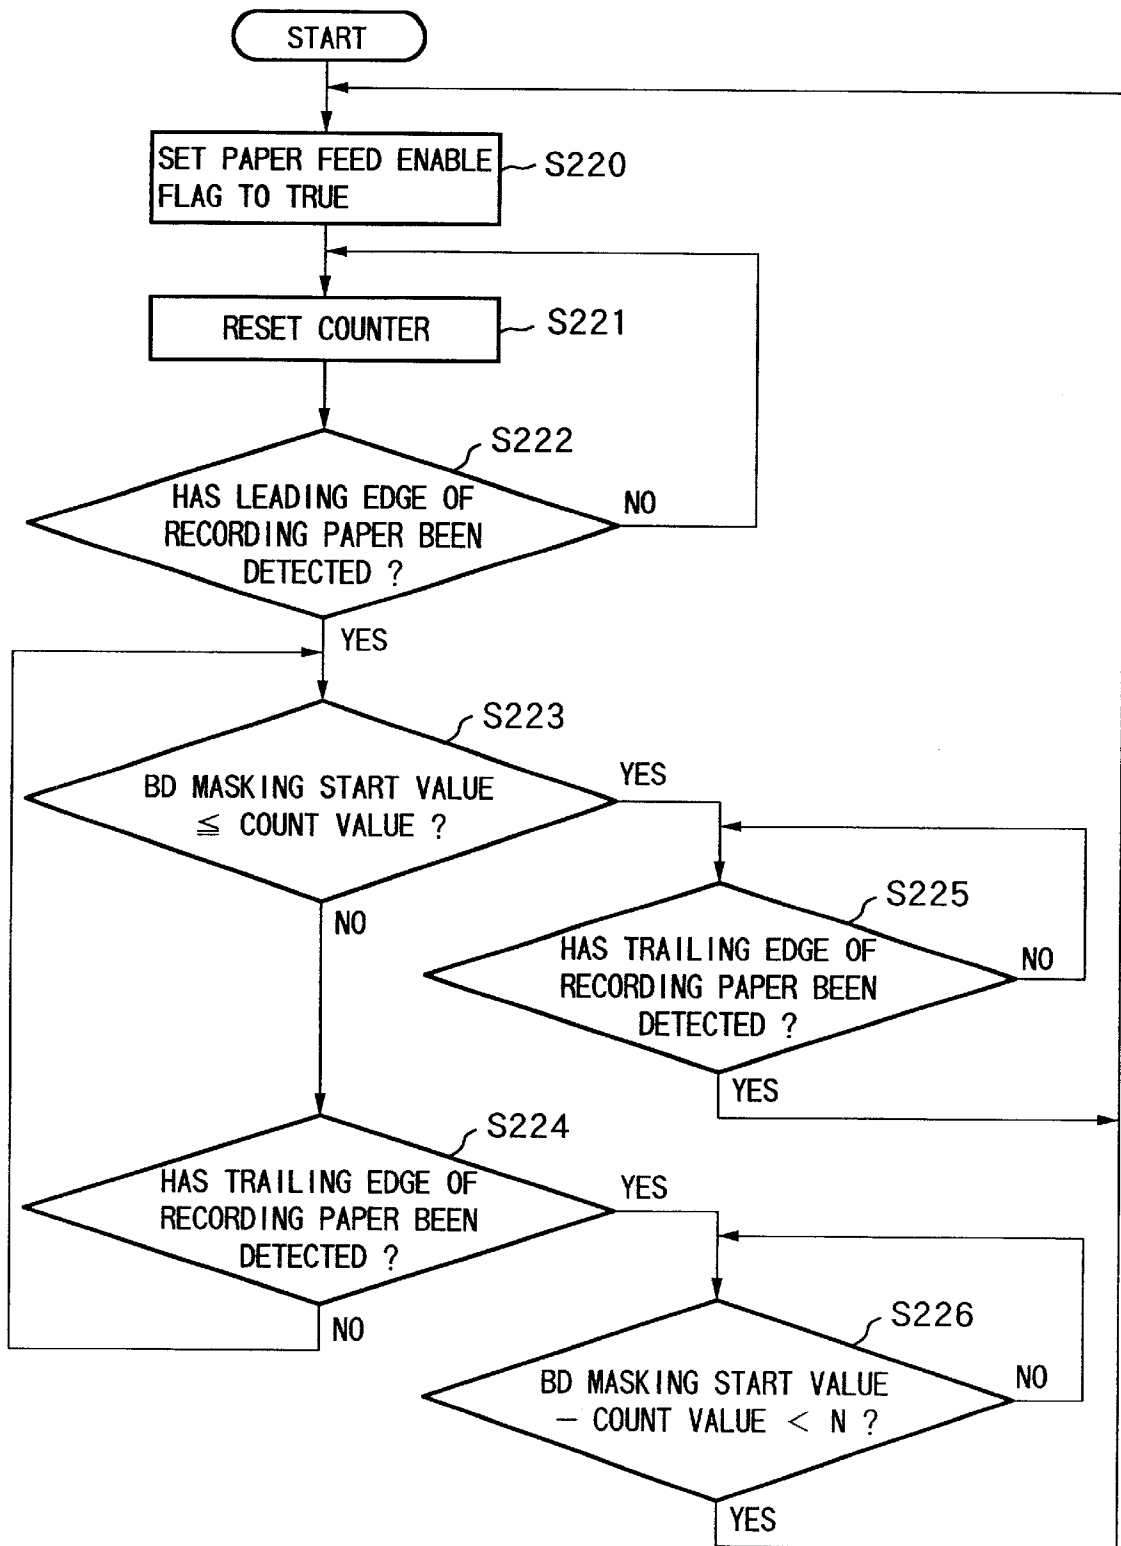 START
SET PAPER FEED ENABLE
FLAG TO TRUE
S220
RESET COUNTER
S221
S222
HAS LEADING EDGE OF
RECORDING PAPER BEEN
DETECTED ?
NO
YES
S223
BD MASKING START VALUE
≦ COUNT VALUE ?
YES
NO
S225
HAS TRAILING EDGE OF
RECORDING PAPER BEEN
DETECTED ?
NO
YES
S224
HAS TRAILING EDGE OF
RECORDING PAPER BEEN
DETECTED ?
YES
NO
S226
BD MASKING START VALUE
− COUNT VALUE < N ?
NO
YES